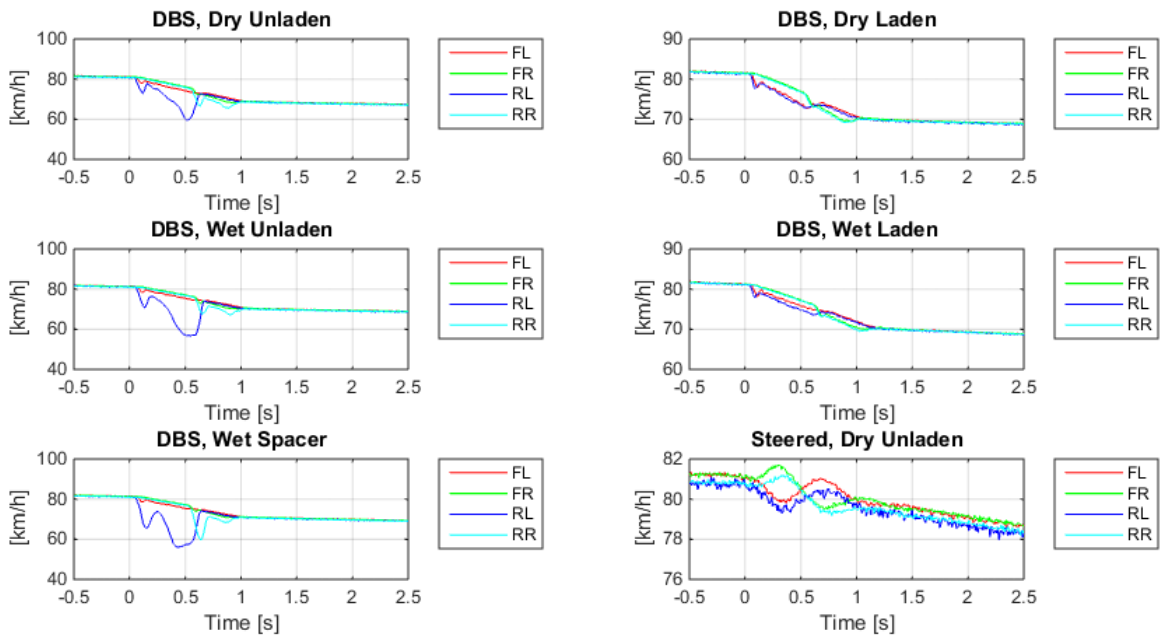 DBS, Dry Unladen
100
80
60
40
[km/h]
-0.5 0 0.5 1 1.5 2 2.5
Time [s]
FL
FR
RL
RR
DBS, Dry Laden
90
80
70
60
[km/h]
-0.5 0 0.5 1 1.5 2 2.5
Time [s]
FL
FR
RL
RR
DBS, Wet Unladen
100
80
60
40
[km/h]
-0.5 0 0.5 1 1.5 2 2.5
Time [s]
FL
FR
RL
RR
DBS, Wet Laden
90
80
70
60
[km/h]
-0.5 0 0.5 1 1.5 2 2.5
Time [s]
FL
FR
RL
RR
DBS, Wet Spacer
100
80
60
40
[km/h]
-0.5 0 0.5 1 1.5 2 2.5
Time [s]
FL
FR
RL
RR
Steered, Dry Unladen
82
80
78
76
[km/h]
-0.5 0 0.5 1 1.5 2 2.5
Time [s]
FL
FR
RL
RR